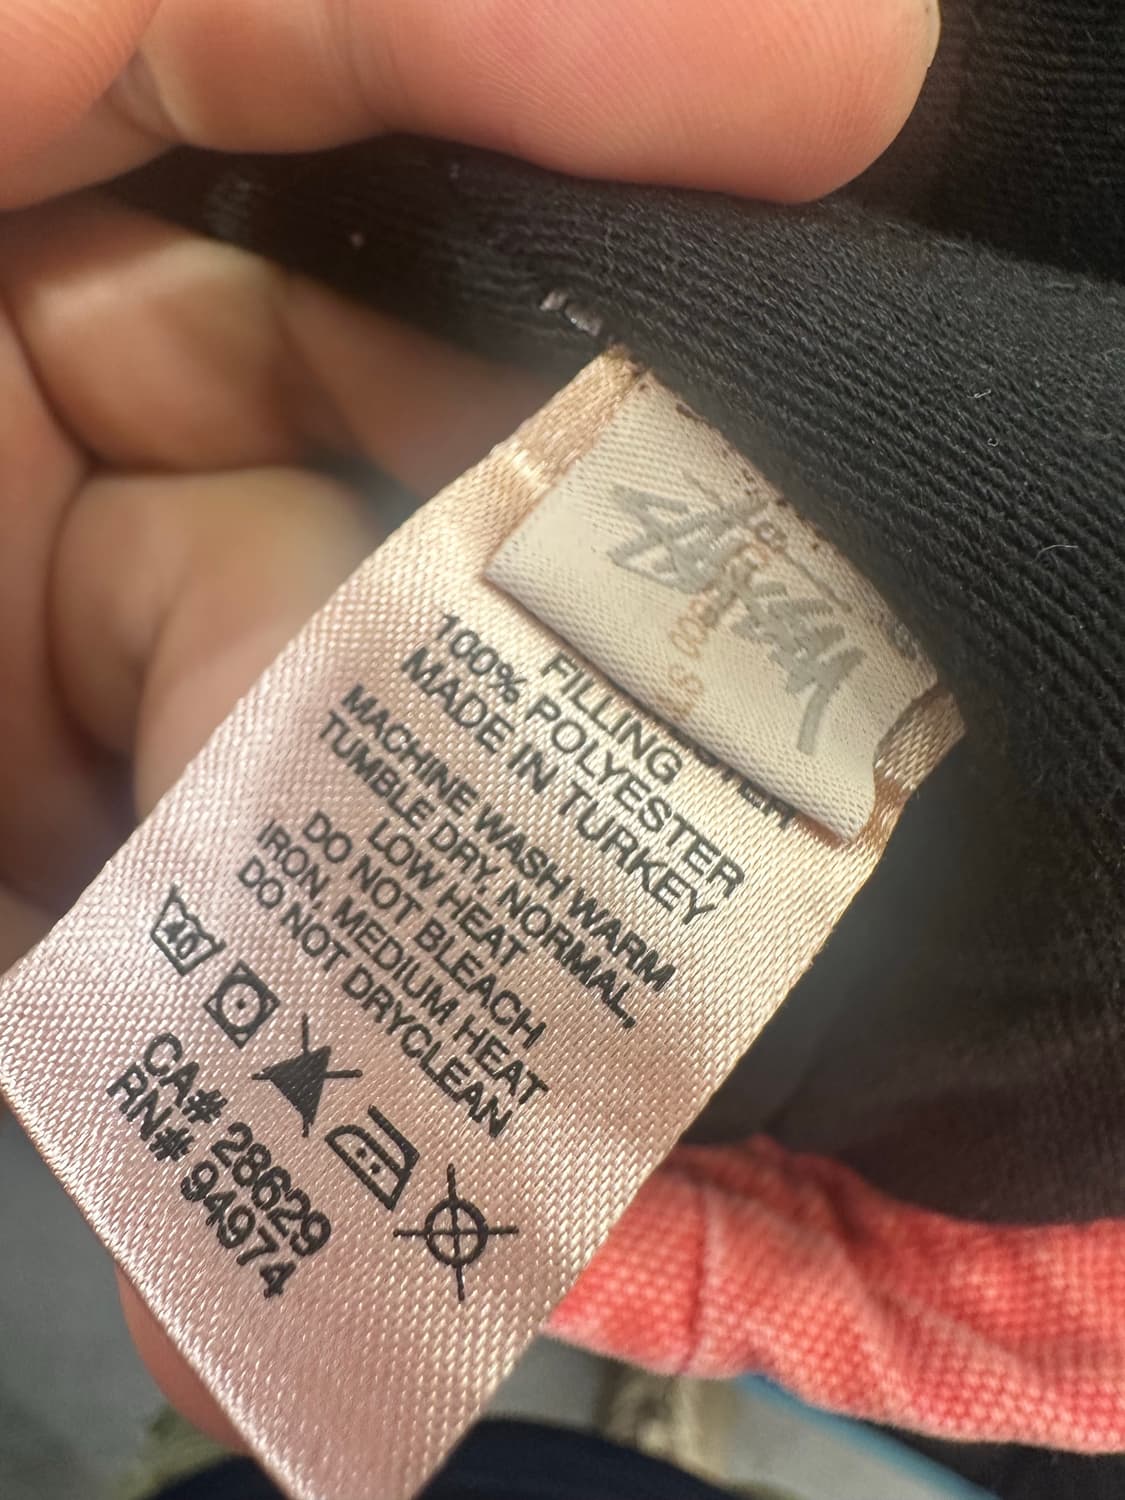 Stüssy
FILLING
100% POLYESTER
MADE IN TURKEY
MACHINE WASH WARM
TUMBLE DRY, NORMAL,
LOW HEAT
DO NOT BLEACH
IRON, MEDIUM HEAT
DO NOT DRYCLEAN
40
CA# 28629
RN# 94974